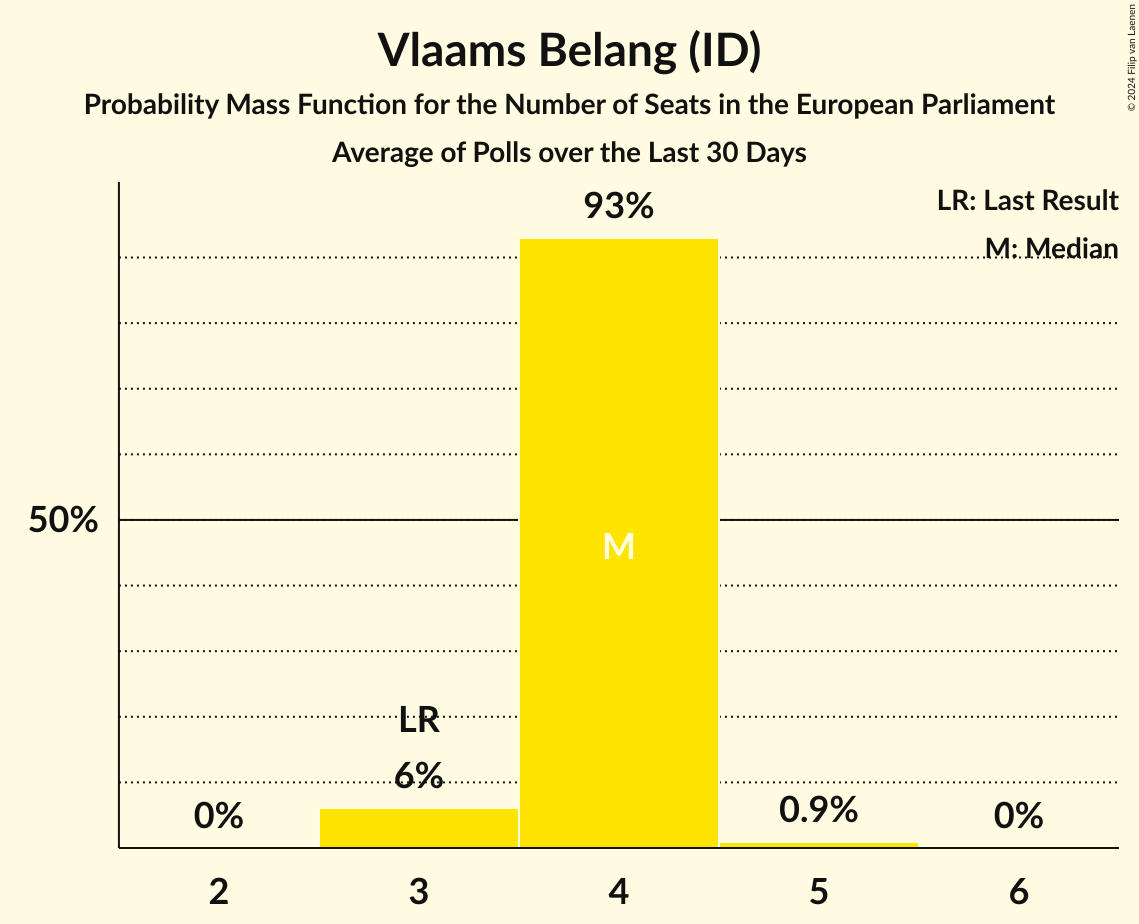 Vlaams Belang (ID)
Probability Mass Function for the Number of Seats in the European Parliament
Average of Polls over the Last 30 Days
© 2024 Filip van Laenen
LR: Last Result
M: Median
93%
50%
M
LR
6%
0%
0.9%
0%
2 3 4 5 6